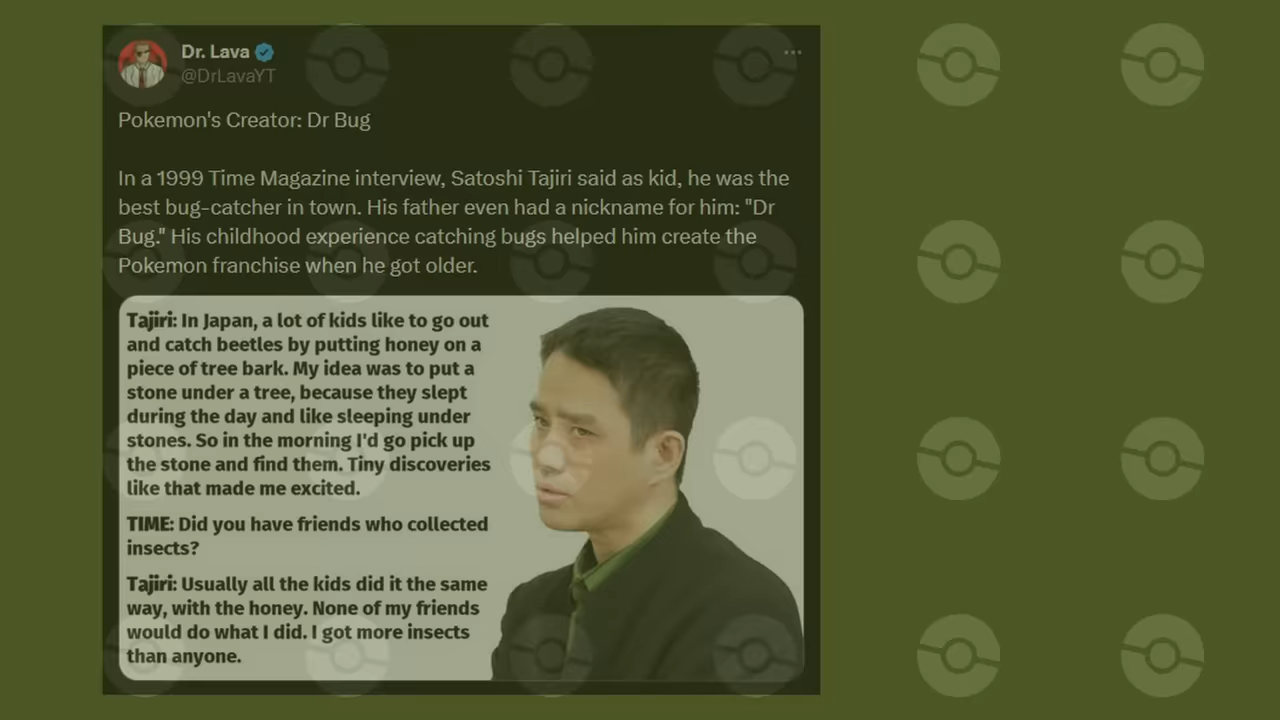 Dr. Lava
@DrLavaYT
Pokemon's Creator: Dr Bug
In a 1999 Time Magazine interview, Satoshi Tajiri said as kid, he was the
best bug-catcher in town. His father even had a nickname for him: "Dr
Bug." His childhood experience catching bugs helped him create the
Pokemon franchise when he got older.
Tajiri: In Japan, a lot of kids like to go out
and catch beetles by putting honey on a
piece of tree bark. My idea was to put a
stone under a tree, because they slept
during the day and like sleeping under
stones. So in the morning I'd go pick up
the stone and find them. Tiny discoveries
like that made me excited.
TIME: Did you have friends who collected
insects?
Tajiri: Usually all the kids did it the same
way, with the honey. None of my friends
would do what I did. I got more insects
than anyone.